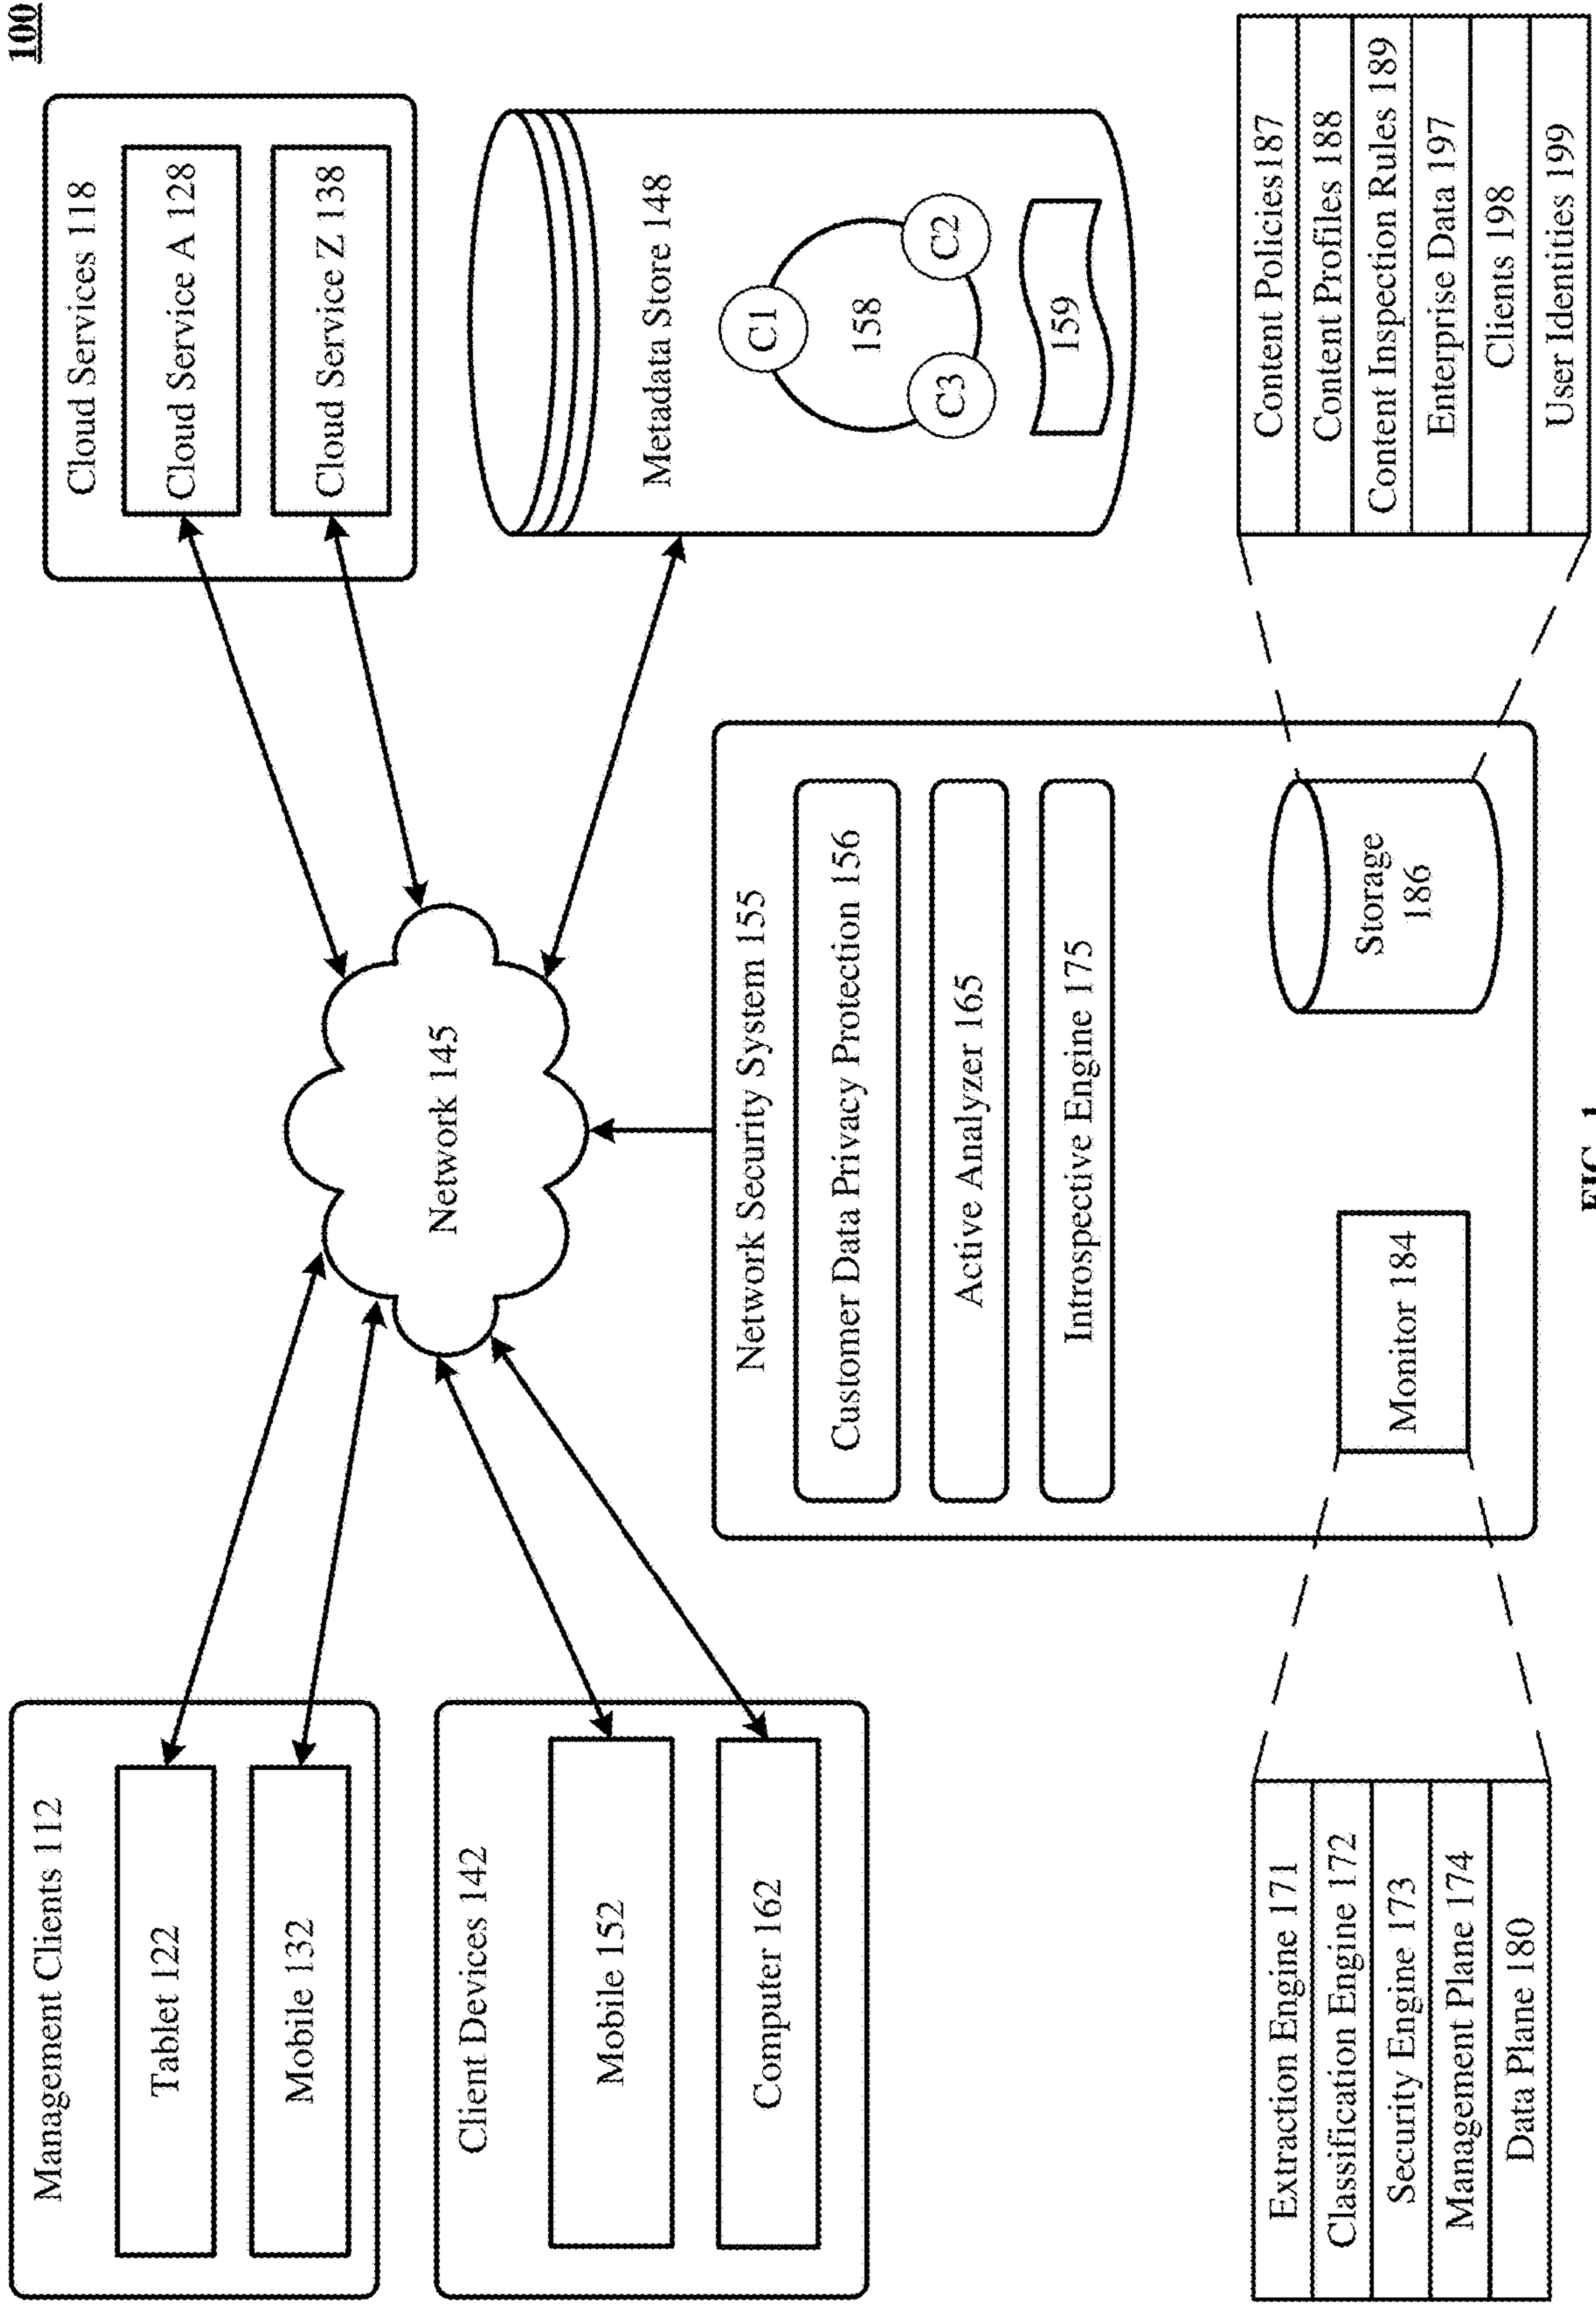 100
Management Clients 112
Tablet 122
Mobile 132
Client Devices 142
Mobile 152
Computer 162
Network 145
Cloud Services 118
Cloud Service A 128
Cloud Service Z 138
Metadata Store 148
C1
158
C3
C2
159
Network Security System 155
Customer Data Privacy Protection 156
Active Analyzer 165
Introspective Engine 175
Monitor 184
Storage
186
Extraction Engine 171
Classification Engine 172
Security Engine 173
Management Plane 174
Data Plane 180
Content Policies187
Content Profiles 188
Content Inspection Rules 189
Enterprise Data 197
Clients 198
User Identities 199
FIG. 1